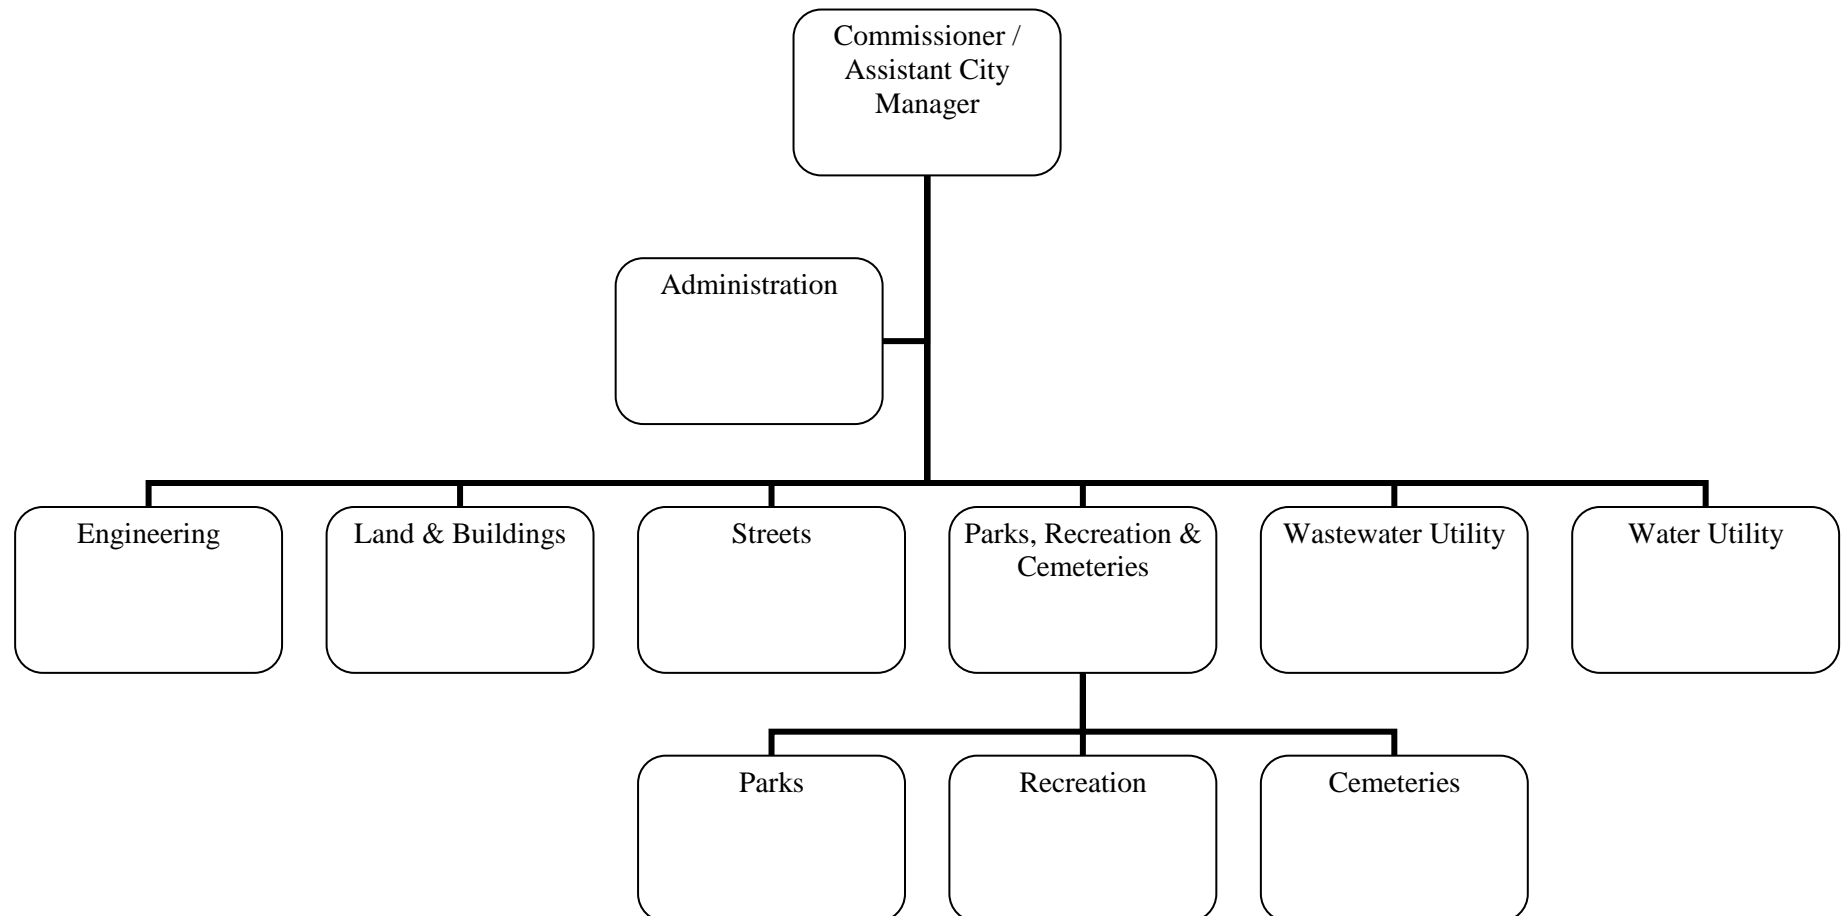 Commissioner /
Assistant City
Manager
Administration
Engineering
Land & Buildings
Streets
Parks, Recreation &
Cemeteries
Wastewater Utility
Water Utility
Parks
Recreation
Cemeteries